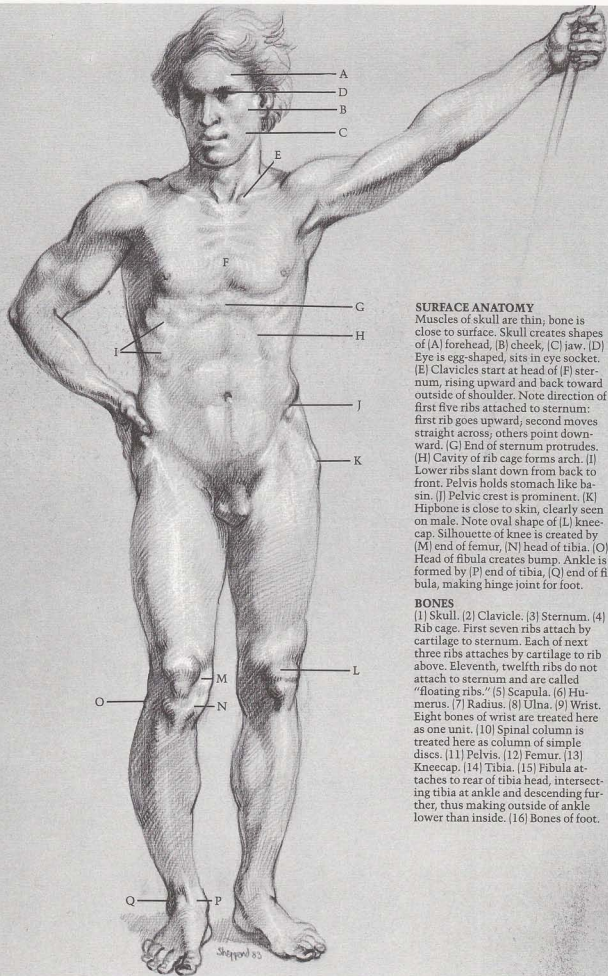 A
D
B
C
E
F
G
H
I
J
K
L
M
N
O
Q
P
Sheppard 83
SURFACE ANATOMY
Muscles of skull are thin; bone is
close to surface. Skull creates shapes
of (A) forehead, (B) cheek, (C) jaw. (D)
Eye is egg-shaped, sits in eye socket.
(E) Clavicles start at head of (F) ster-
num, rising upward and back toward
outside of shoulder. Note direction of
first five ribs attached to sternum:
first rib goes upward; second moves
straight across; others point down-
ward. (G) End of sternum protrudes.
(H) Cavity of rib cage forms arch. (I)
Lower ribs slant down from back to
front. Pelvis holds stomach like ba-
sin. (J) Pelvic crest is prominent. (K)
Hipbone is close to skin, clearly seen
on male. Note oval shape of (L) knee-
cap. Silhouette of knee is created by
(M) end of femur, (N) head of tibia. (O)
Head of fibula creates bump. Ankle is
formed by (P) end of tibia, (Q) end of fi
bula, making hinge joint for foot.
BONES
(1) Skull. (2) Clavicle. (3) Sternum. (4)
Rib cage. First seven ribs attach by
cartilage to sternum. Each of next
three ribs attaches by cartilage to rib
above. Eleventh, twelfth ribs do not
attach to sternum and are called
"floating ribs." (5) Scapula. (6) Hu-
merus. (7) Radius. (8) Ulna. (9) Wrist.
Eight bones of wrist are treated here
as one unit. (10) Spinal column is
treated here as column of simple
discs. (11) Pelvis. (12) Femur. (13)
Kneecap. (14) Tibia. (15) Fibula at-
taches to rear of tibia head, intersect-
ing tibia at ankle and descending fur-
ther, thus making outside of ankle
lower than inside. (16) Bones of foot.